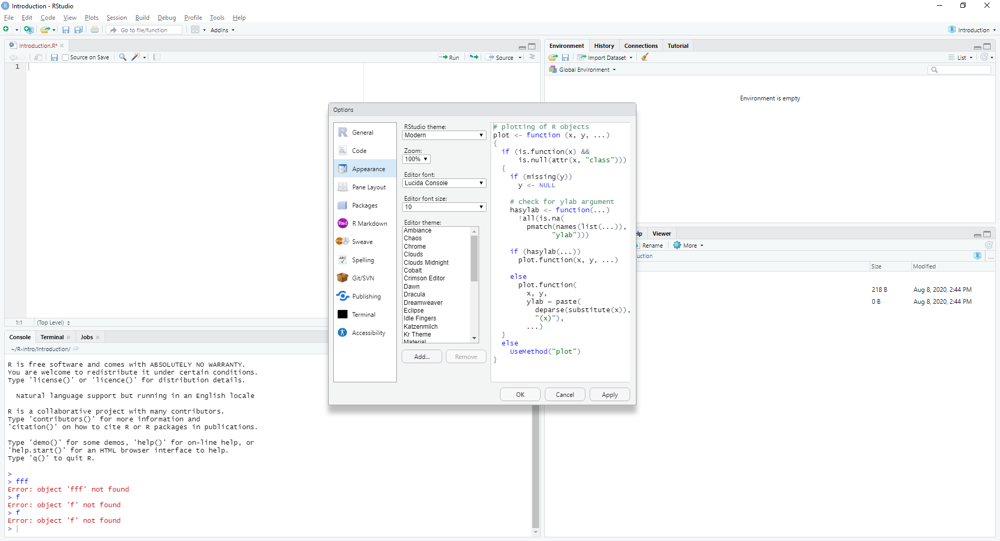 Introduction - RStudio
File Edit Code View Plots Session Build Debug Profile Tools Help
Go to file/function Addins Introduction
Introduction.R*
Source on Save Run Source
1
1:1 (Top Level)
Console Terminal Jobs
~/R-intro/Introduction/
R is free software and comes with ABSOLUTELY NO WARRANTY.
You are welcome to redistribute it under certain conditions.
Type 'license()' or 'licence()' for distribution details.
Natural language support but running in an English locale
R is a collaborative project with many contributors.
Type 'contributors()' for more information and
'citation()' on how to cite R or R packages in publications.
Type 'demo()' for some demos, 'help()' for on-line help, or
'help.start()' for an HTML browser interface to help.
Type 'q()' to quit R.
>
> fff
Error: object 'fff' not found
> f
Error: object 'f' not found
> f
Error: object 'f' not found
>
Options
General
Code
Appearance
Pane Layout
Packages
Rmd R Markdown
Sweave
ABC Spelling
Git/SVN
Publishing
Terminal
Accessibility
RStudio theme:
Modern
Zoom:
100%
Editor font:
Lucida Console
Editor font size:
10
Editor theme:
Ambiance
Chaos
Chrome
Clouds
Clouds Midnight
Cobalt
Crimson Editor
Dawn
Dracula
Dreamweaver
Eclipse
Idle Fingers
Katzenmilch
Kr Theme
Material
Add... Remove
# plotting of R objects
plot <- function (x, y, ...)
{
if (is.function(x) &&
is.null(attr(x, "class")))
{
if (missing(y))
y <- NULL
# check for ylab argument
hasylab <- function(...)
!all(is.na(
pmatch(names(list(...)),
"ylab")))
if (hasylab(...))
plot.function(x, y, ...)
else
plot.function(
x, y,
ylab = paste(
deparse(substitute(x)),
"(x)"),
...)
}
else
UseMethod("plot")
}
OK Cancel Apply
Environment History Connections Tutorial
Import Dataset List
Global Environment
Environment is empty
lp Viewer
Rename More
uction ...
Size Modified
218 B Aug 8, 2020, 2:44 PM
0 B Aug 8, 2020, 2:44 PM